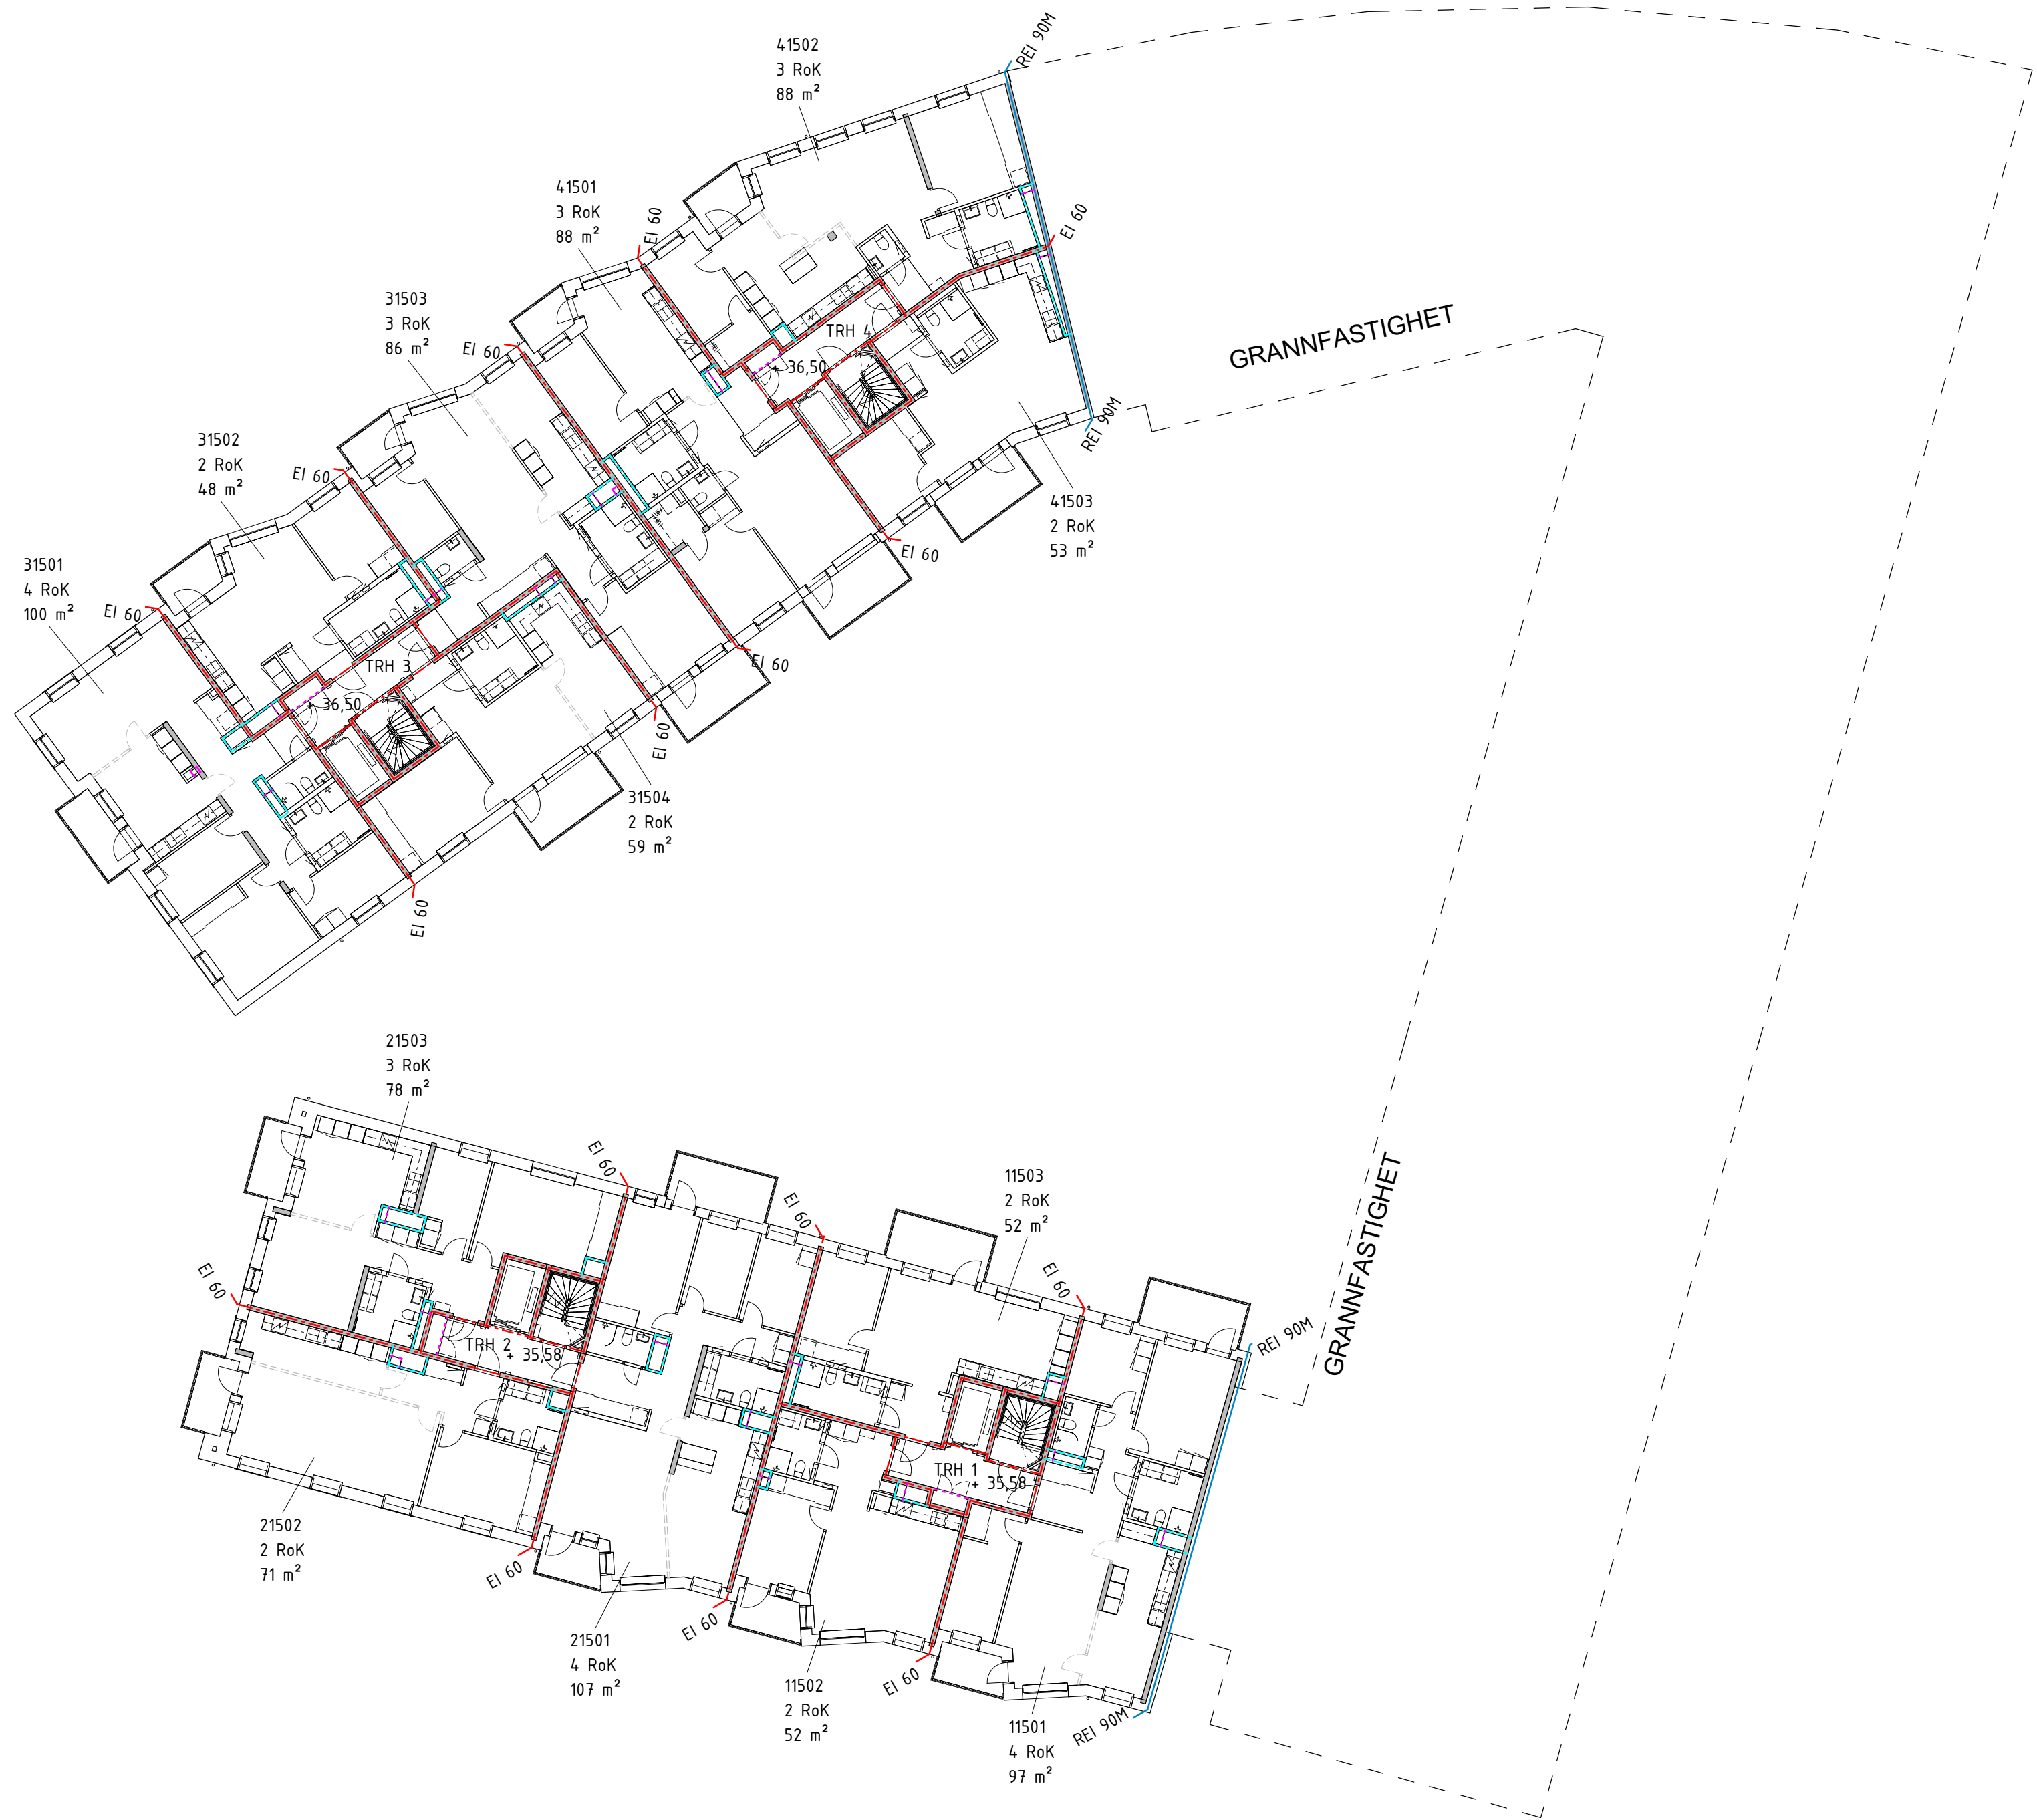 REI 90M
41502
3 RoK
88 m²
41501
3 RoK
88 m²
EI 60
EI 60
31503
3 RoK
86 m²
EI 60
GRANNFASTIGHET
TRH 4
+ 36,50
REI 90M
31502
2 RoK
48 m²
EI 60
41503
2 RoK
53 m²
EI 60
31501
4 RoK
100 m²
EI 60
TRH 3
+ 36,50
EI 60
EI 60
31504
2 RoK
59 m²
EI 60
21503
3 RoK
78 m²
EI 60
11503
2 RoK
52 m²
EI 60
GRANNFASTIGHET
EI 60
EI 60
REI 90M
TRH 2
+ 35,58
TRH 1
+ 35,58
21502
2 RoK
71 m²
EI 60
21501
4 RoK
107 m²
EI 60
11502
2 RoK
52 m²
EI 60
11501
4 RoK
97 m²
REI 90M